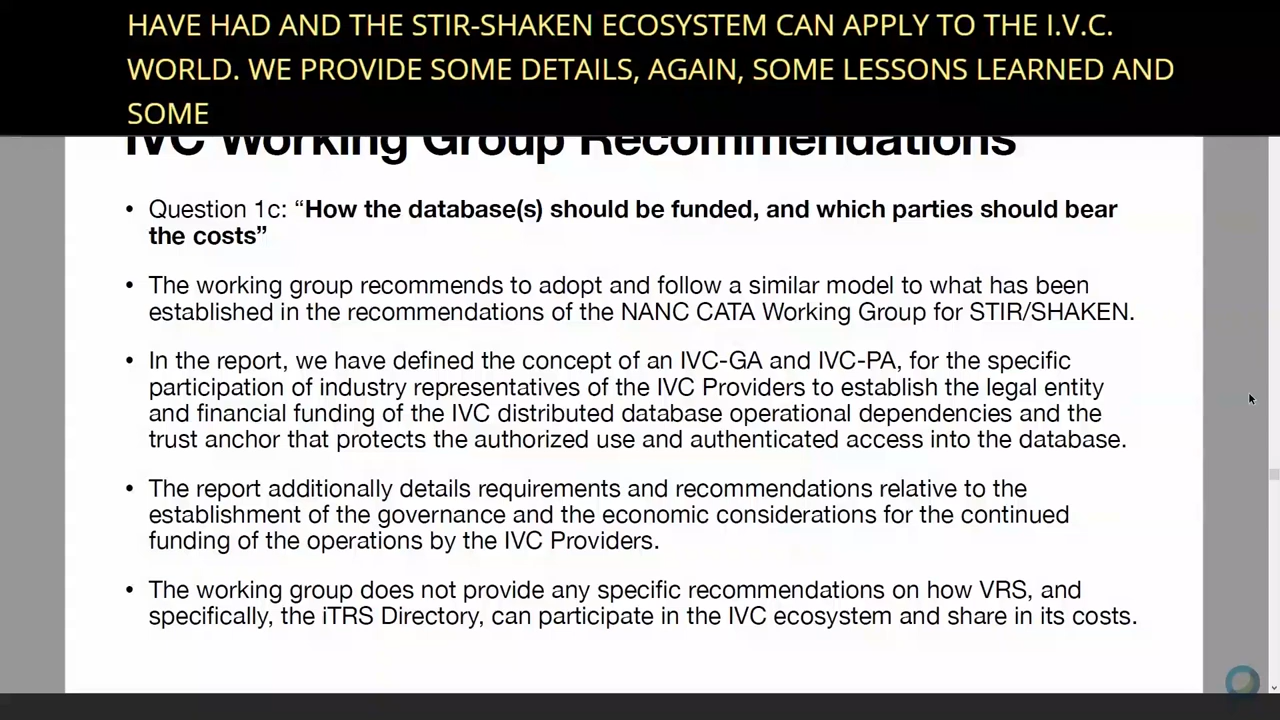 HAVE HAD AND THE STIR-SHAKEN ECOSYSTEM CAN APPLY TO THE I.V.C.
WORLD. WE PROVIDE SOME DETAILS, AGAIN, SOME LESSONS LEARNED AND
SOME
IVC Working Group Recommendations
• Question 1c: “How the database(s) should be funded, and which parties should bear
the costs”
• The working group recommends to adopt and follow a similar model to what has been
established in the recommendations of the NANC CATA Working Group for STIR/SHAKEN.
• In the report, we have defined the concept of an IVC-GA and IVC-PA, for the specific
participation of industry representatives of the IVC Providers to establish the legal entity
and financial funding of the IVC distributed database operational dependencies and the
trust anchor that protects the authorized use and authenticated access into the database.
• The report additionally details requirements and recommendations relative to the
establishment of the governance and the economic considerations for the continued
funding of the operations by the IVC Providers.
• The working group does not provide any specific recommendations on how VRS, and
specifically, the iTRS Directory, can participate in the IVC ecosystem and share in its costs.